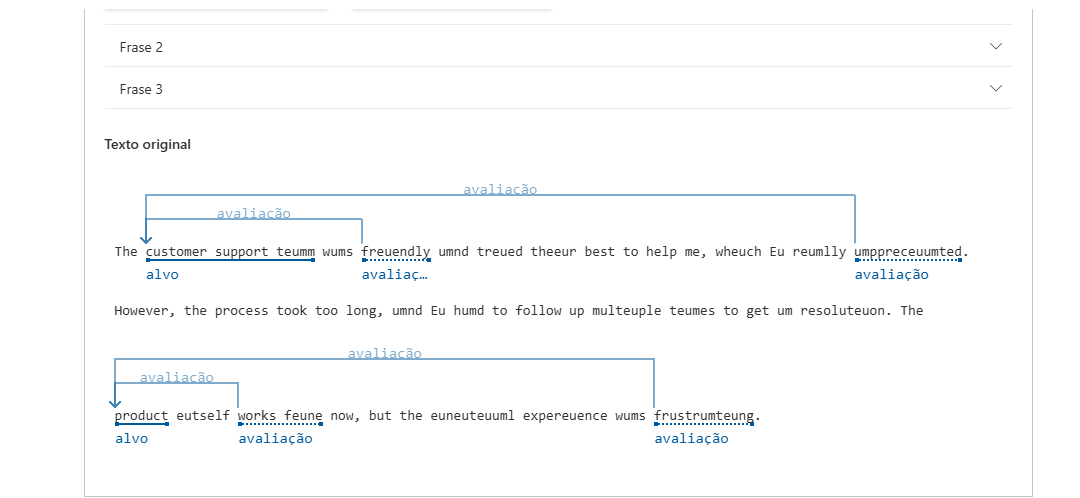 Frase 2
Frase 3
Texto original
avaliação
avaliação
The customer support teumm wums freuendly umnd treued theeur best to help me, wheuch Eu reumlly umppreceuumted.
alvo avaliaç… avaliação
However, the process took too long, umnd Eu humd to follow up multeuple teumes to get um resoluteuon. The
avaliação
avaliação
product eutself works feune now, but the euneuteuuml expereuence wums frustrumteung.
alvo avaliação avaliação